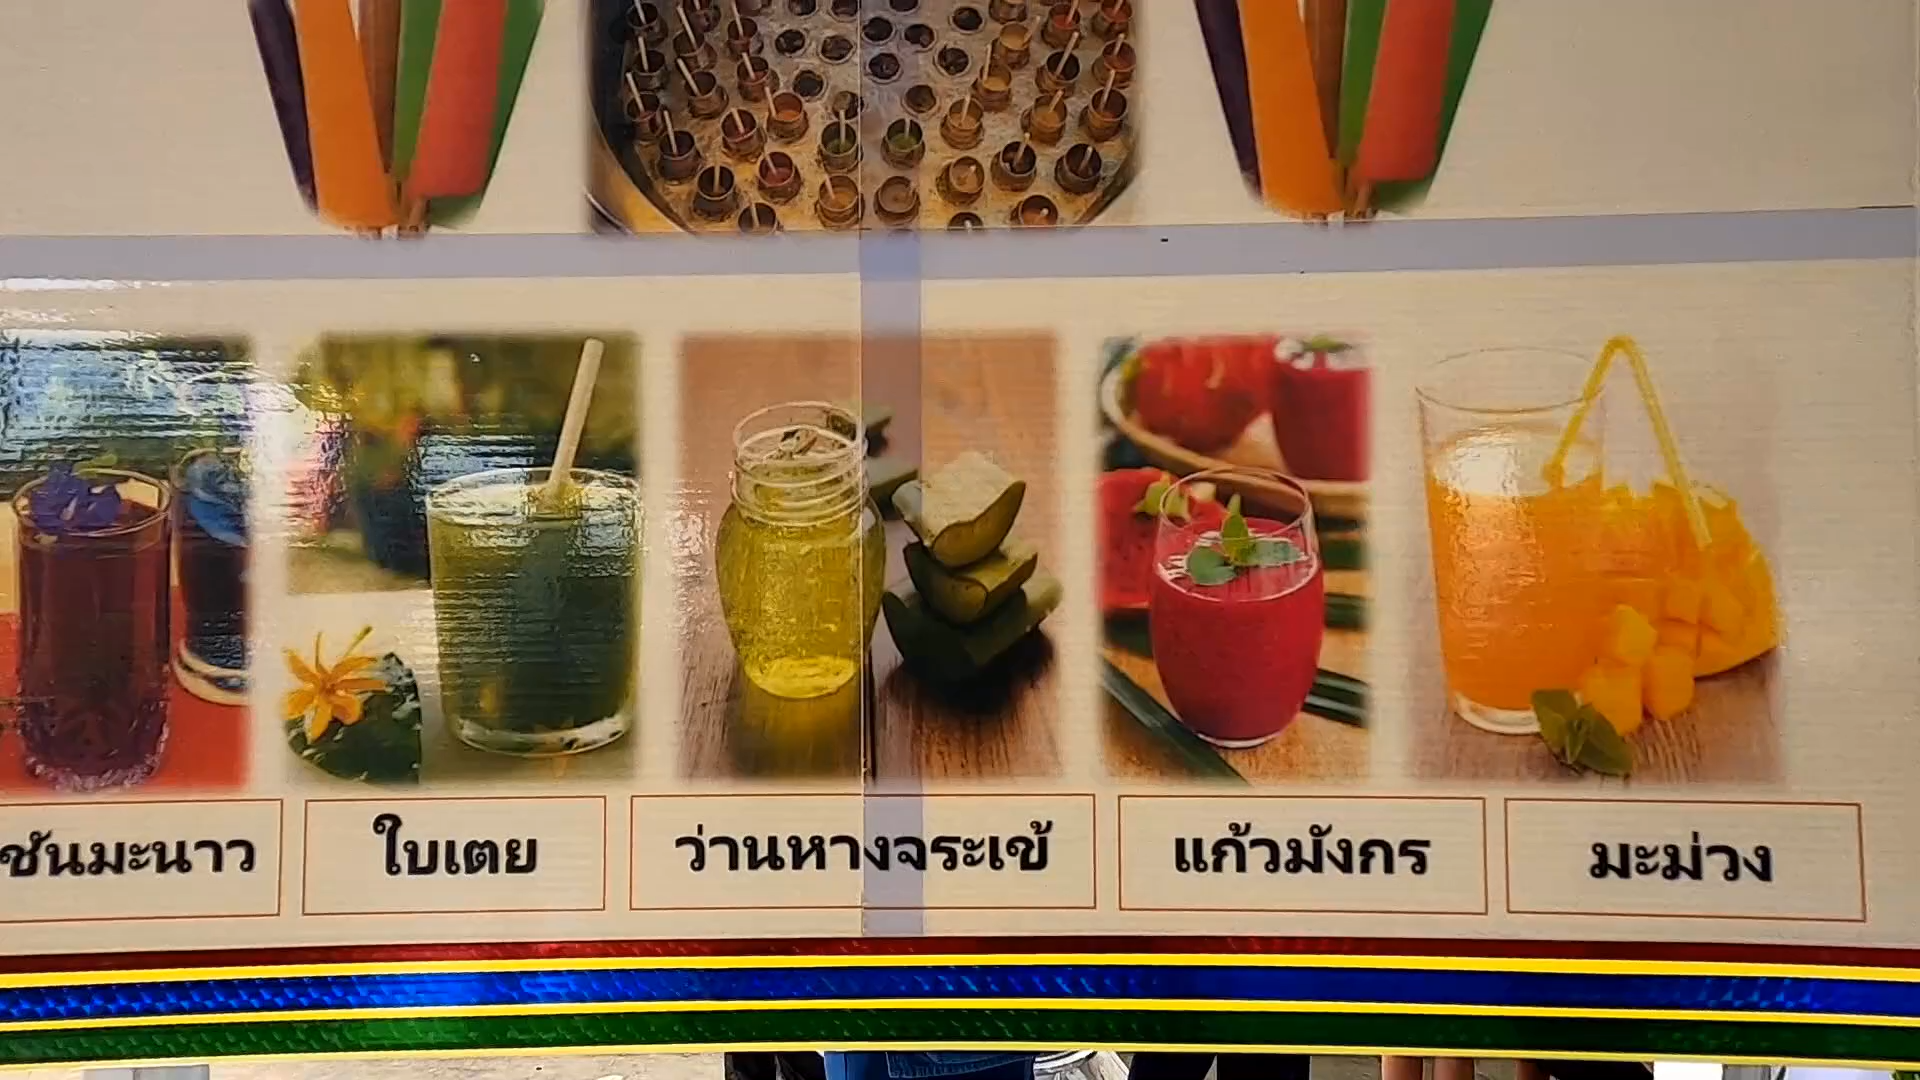 ชันมะนาว
ใบเตย
ว่านหางจระเข้
แก้วมังกร
มะม่วง